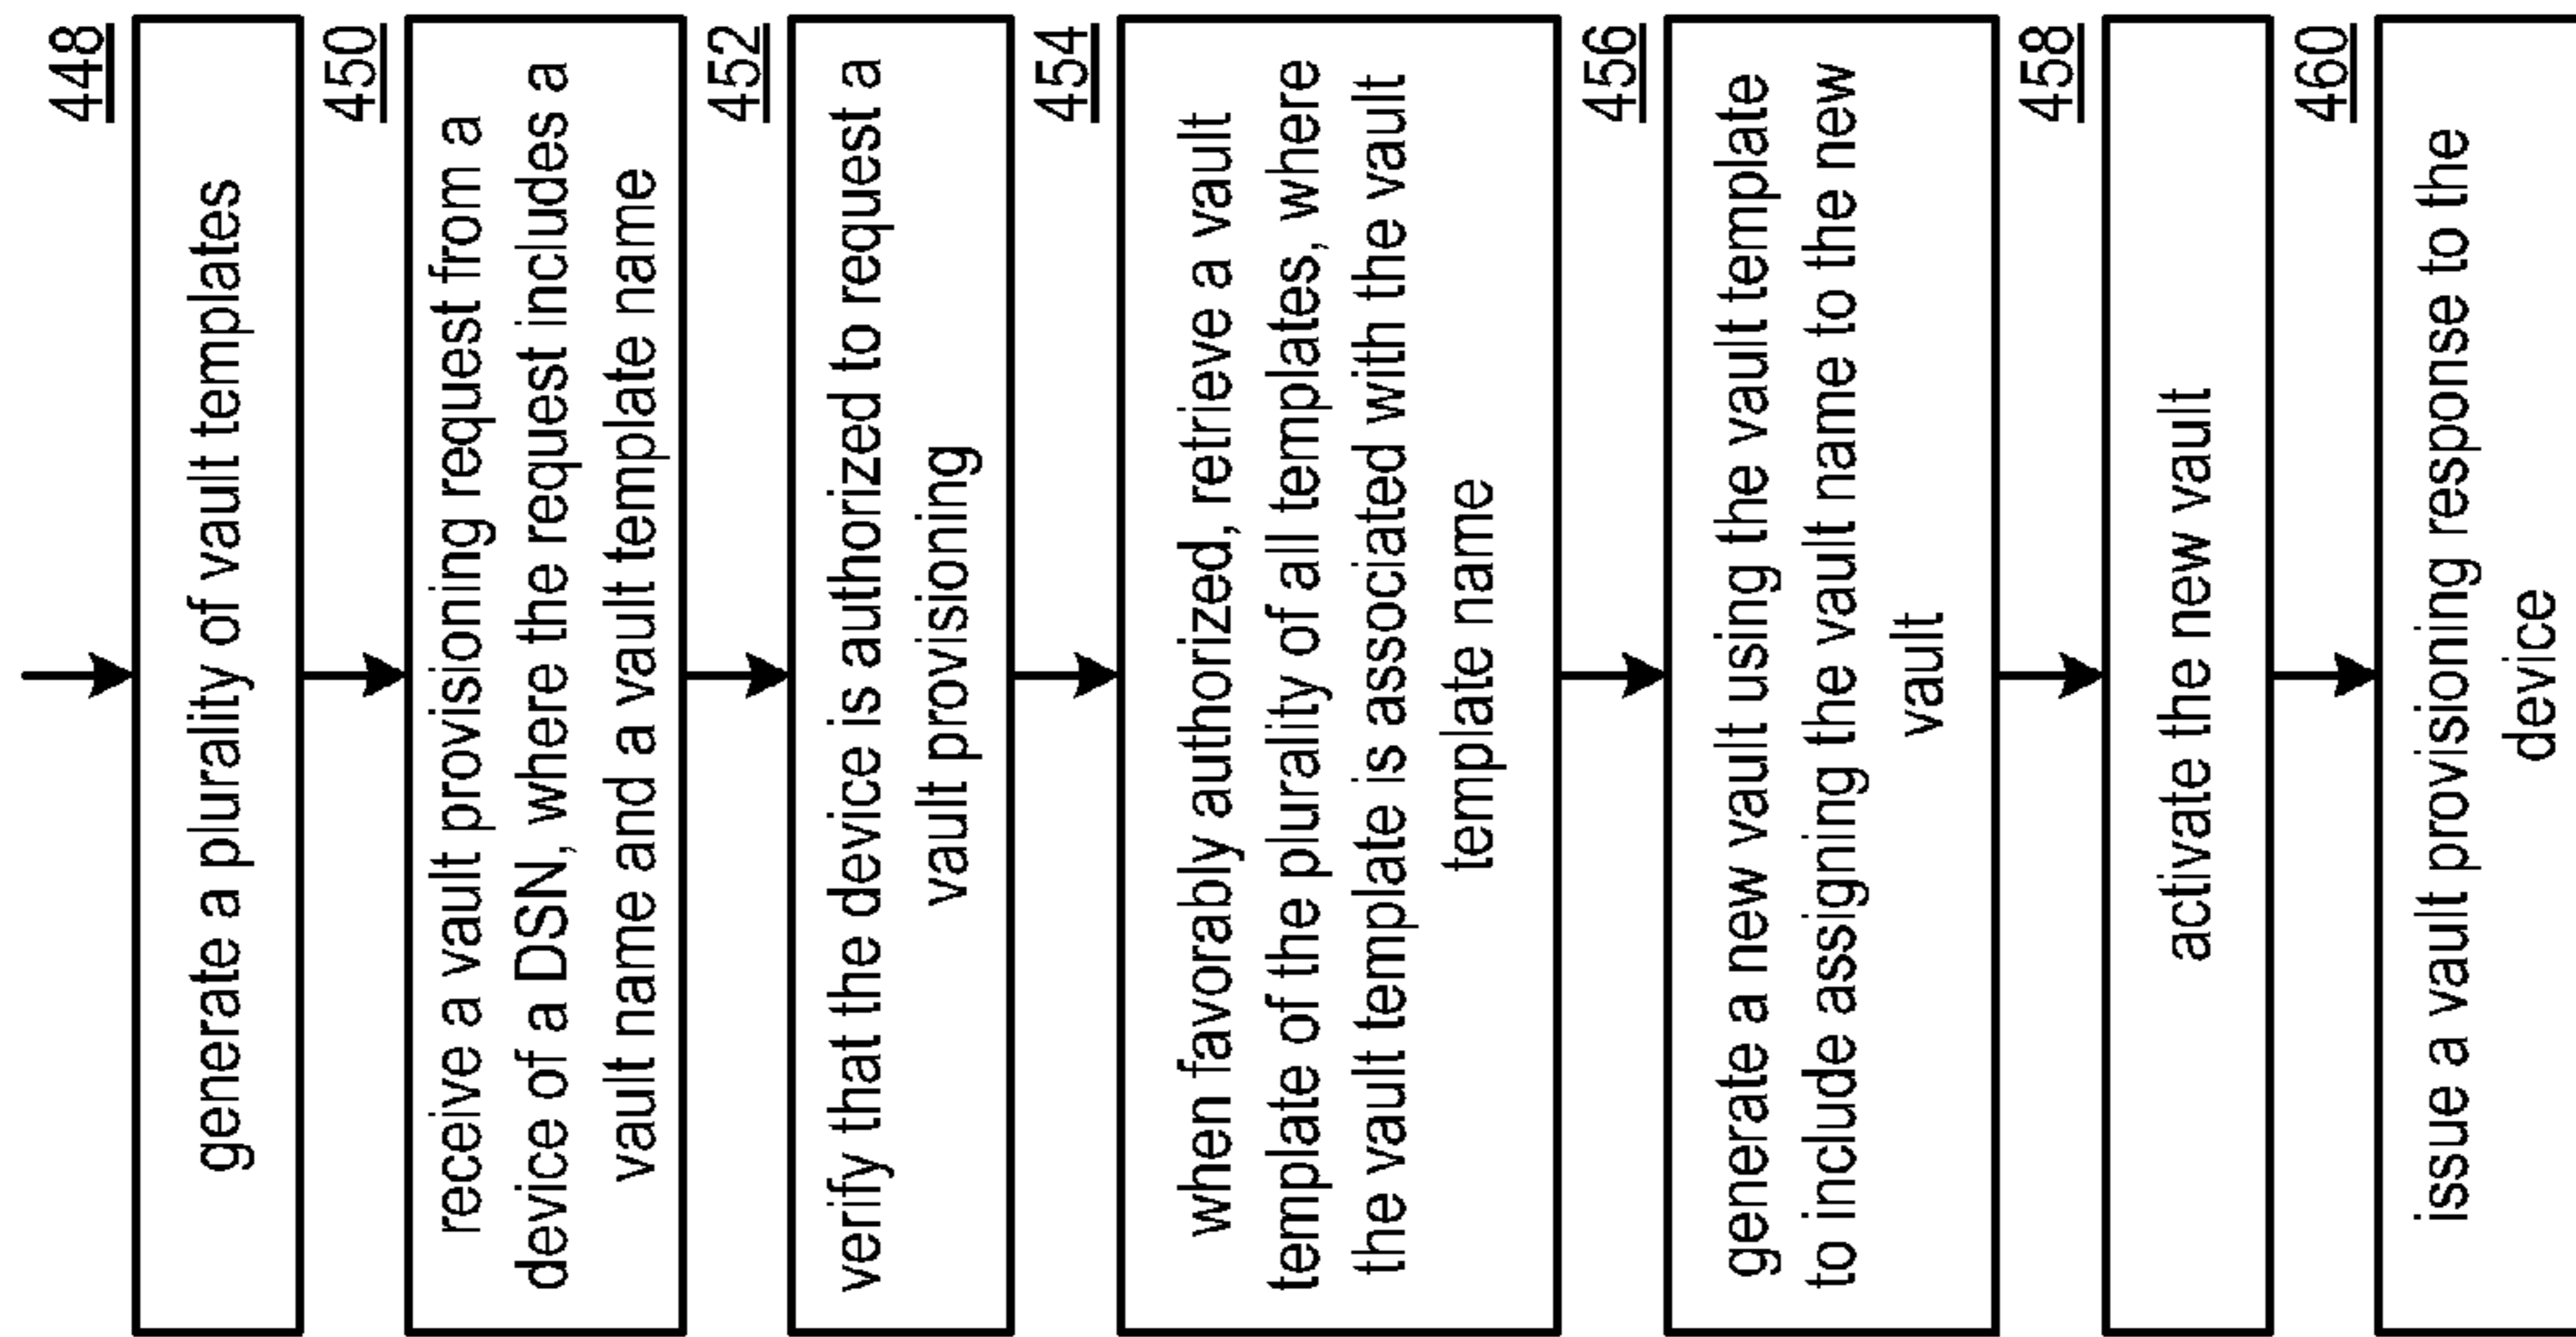 448
generate a plurality of vault templates
450
receive a vault provisioning request from a
device of a DSN, where the request includes a
vault name and a vault template name
452
verify that the device is authorized to request a
vault provisioning
454
when favorably authorized, retrieve a vault
template of the plurality of all templates, where
the vault template is associated with the vault
template name
456
generate a new vault using the vault template
to include assigning the vault name to the new
vault
458
activate the new vault
460
issue a vault provisioning response to the
device